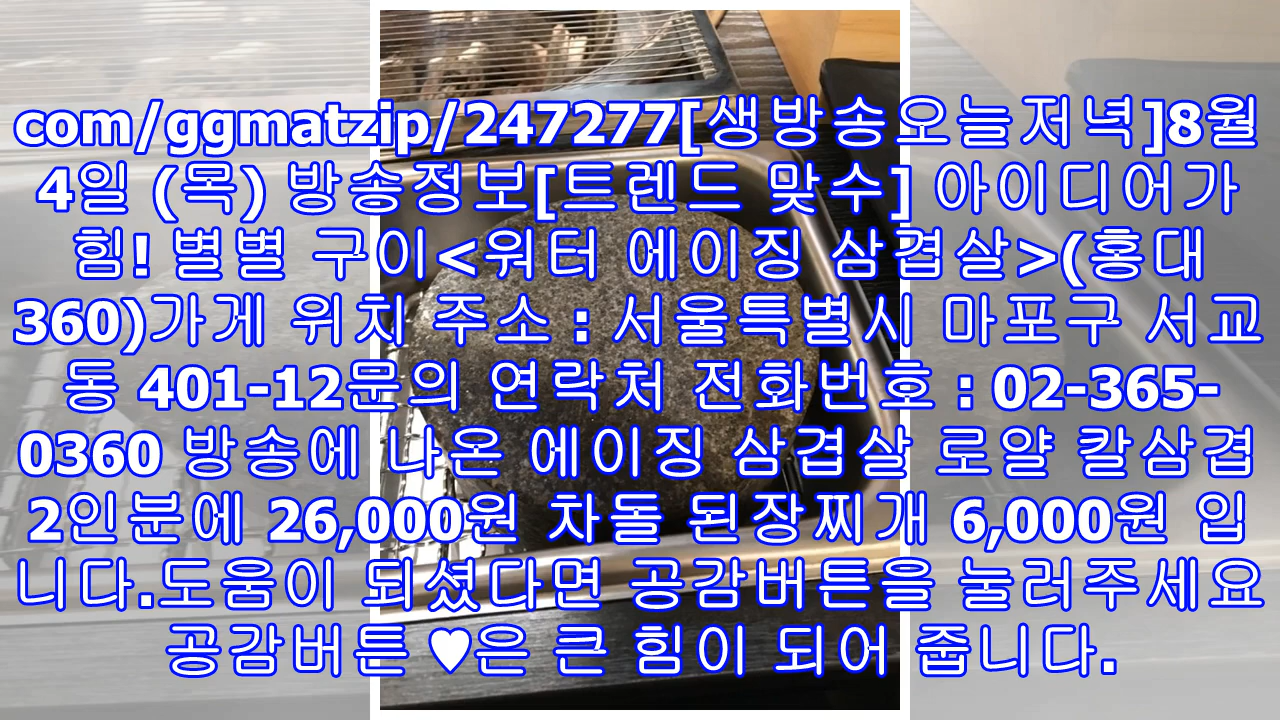 com/ggmatzip/247277[생방송오늘저녁]8월
4일 (목) 방송정보[트렌드 맞수] 아이디어가
힘! 별별 구이<워터 에이징 삼겹살>(홍대
360)가게 위치 주소 : 서울특별시 마포구 서교
동 401-12문의 연락처 전화번호 : 02-365-
0360 방송에 나온 에이징 삼겹살 로얄 칼삼겹
2인분에 26,000원 차돌 된장찌개 6,000원 입
니다.도움이 되셨다면 공감버튼을 눌러주세요
공감버튼 ♥은 큰 힘이 되어 줍니다.